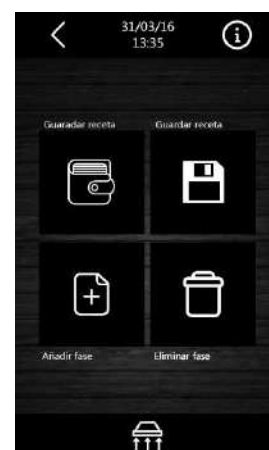 31/03/16
13:35
Guaradar receta
Guardar receta
Añadir fase
Eliminar fase